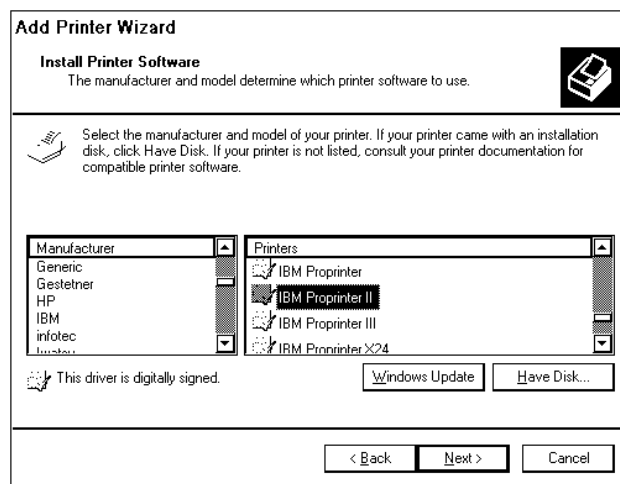 Add Printer Wizard
Install Printer Software
The manufacturer and model determine which printer software to use.
Select the manufacturer and model of your printer. If your printer came with an installation
disk, click Have Disk. If your printer is not listed, consult your printer documentation for
compatible printer software.
Manufacturer
Generic
Gestetner
HP
IBM
infotec
Printers
IBM Proprinter
IBM Proprinter II
IBM Proprinter III
IBM Proprinter X24
This driver is digitally signed.
Windows Update
Have Disk...
< Back
Next >
Cancel